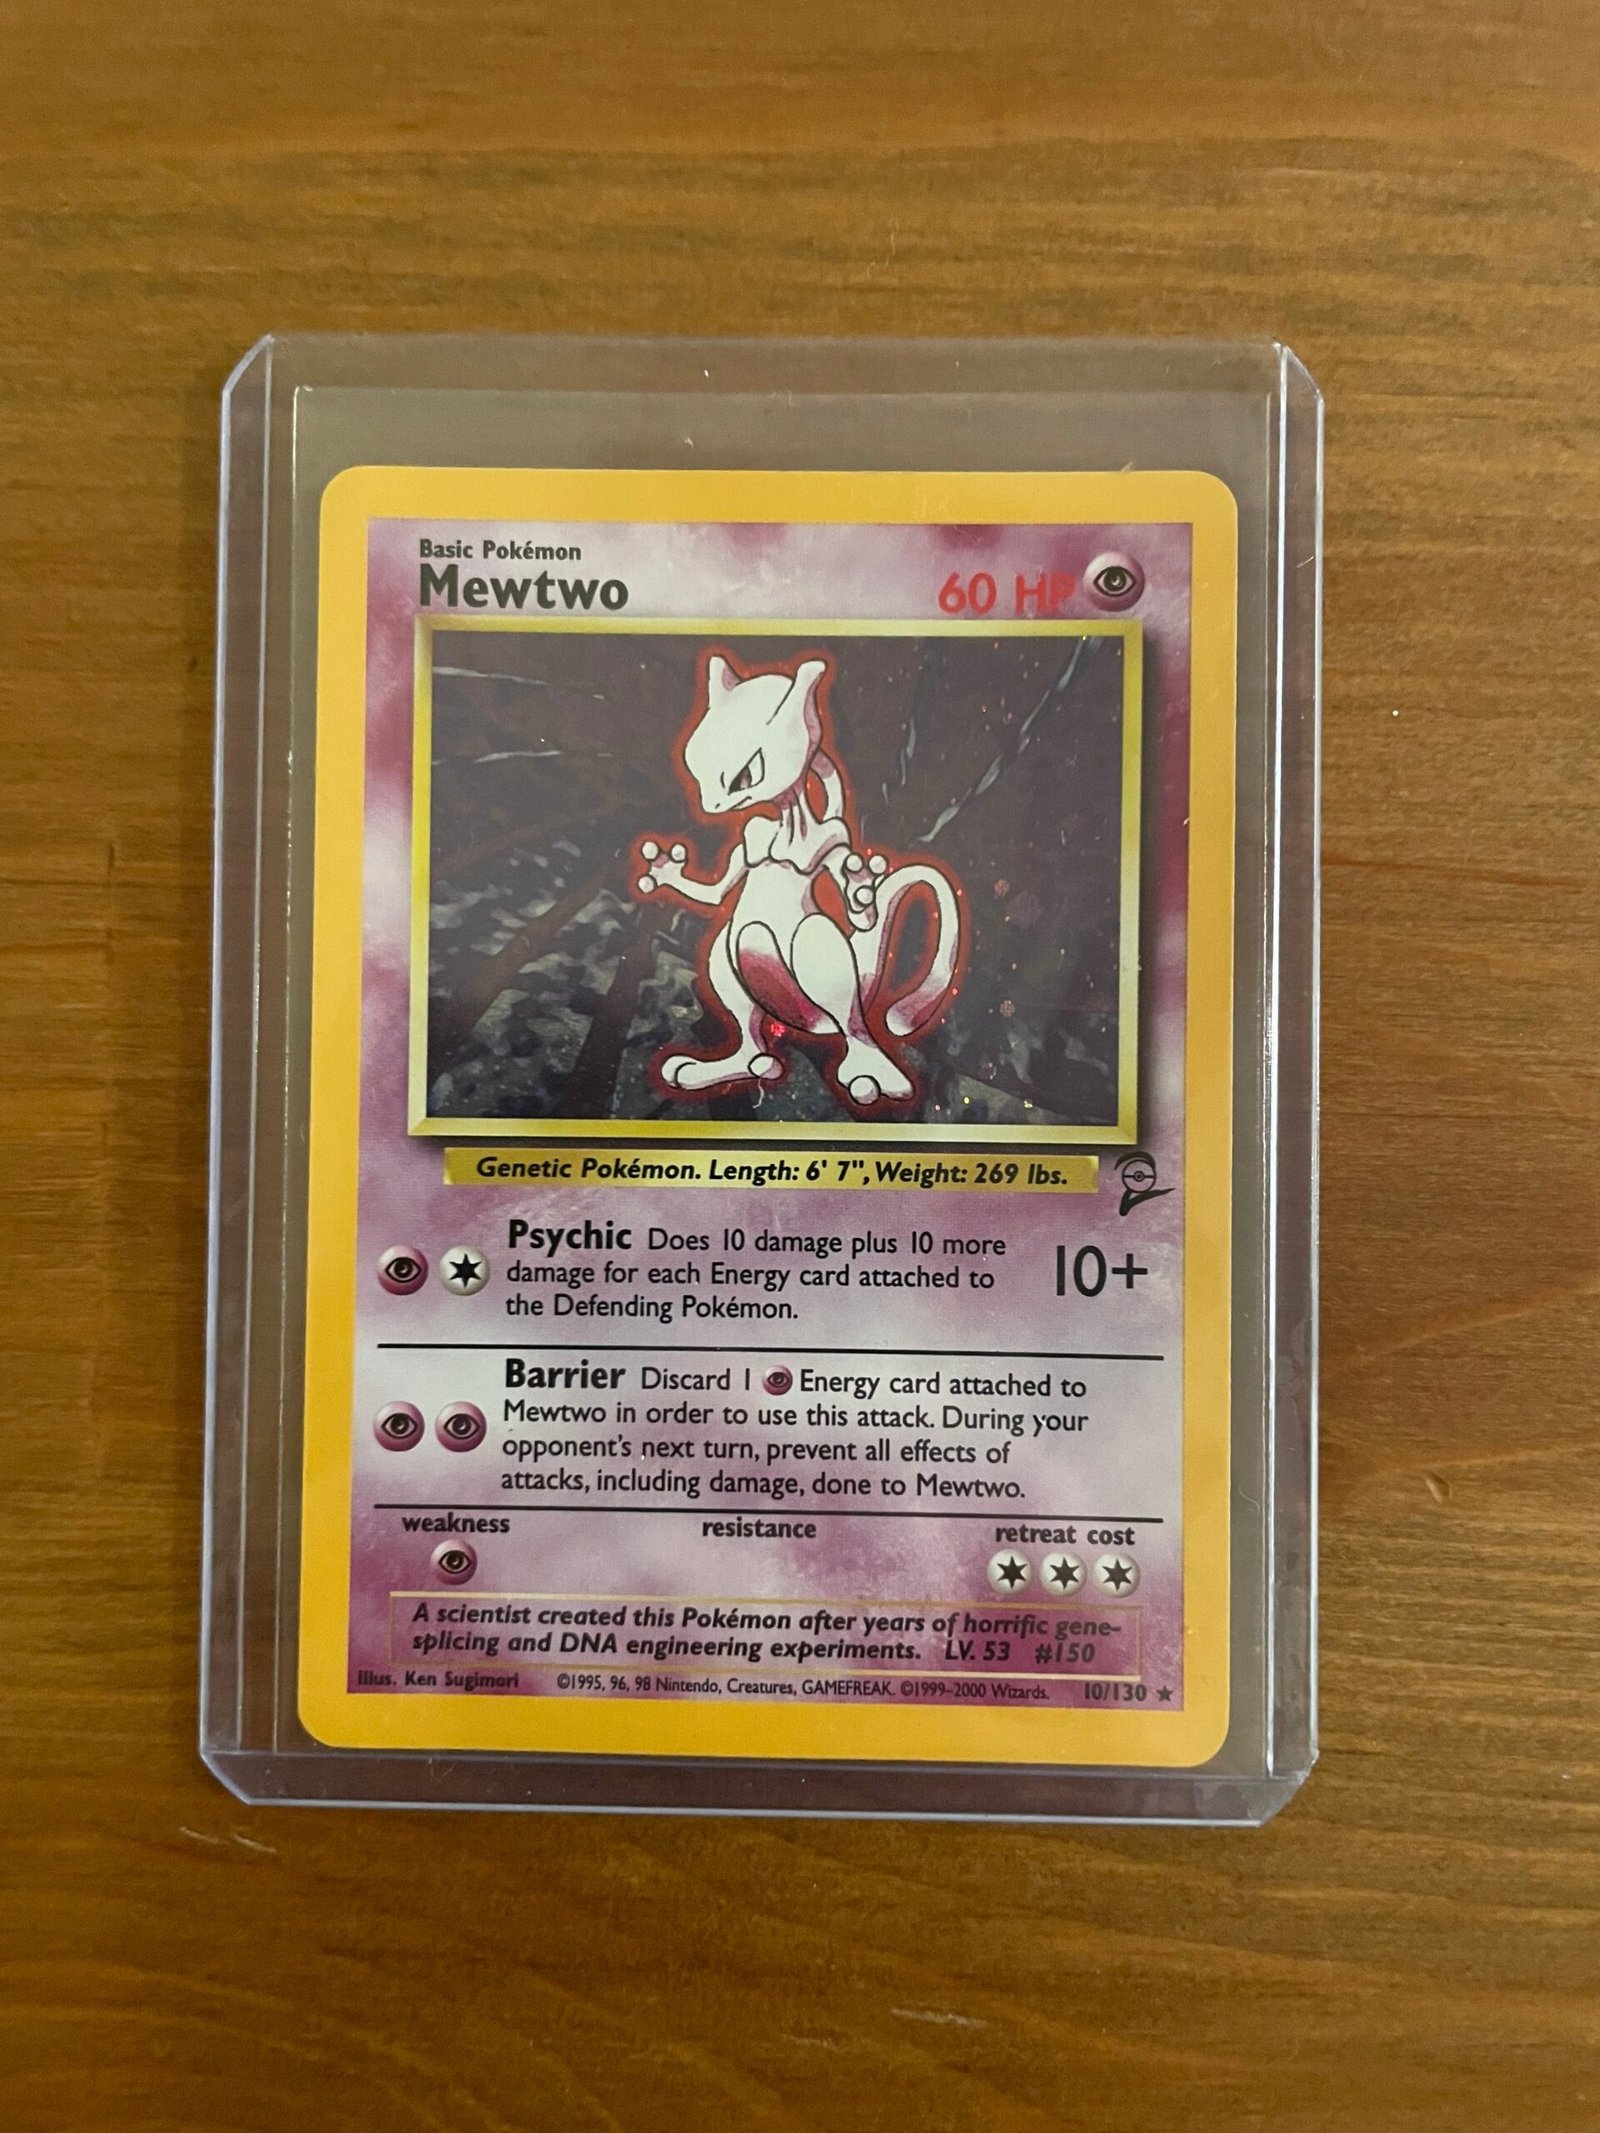 Basic Pokémon
Mewtwo 60 HP
Genetic Pokémon. Length: 6' 7", Weight: 269 lbs.
Psychic Does 10 damage plus 10 more
damage for each Energy card attached to
the Defending Pokémon.
10+
Barrier Discard 1 Energy card attached to
Mewtwo in order to use this attack. During your
opponent's next turn, prevent all effects of
attacks, including damage, done to Mewtwo.
weakness resistance retreat cost
A scientist created this Pokémon after years of horrific gene-
splicing and DNA engineering experiments. LV. 53 #150
Illus. Ken Sugimori ©1995, 96, 98 Nintendo, Creatures, GAMEFREAK. ©1999–2000 Wizards. 10/130 ★